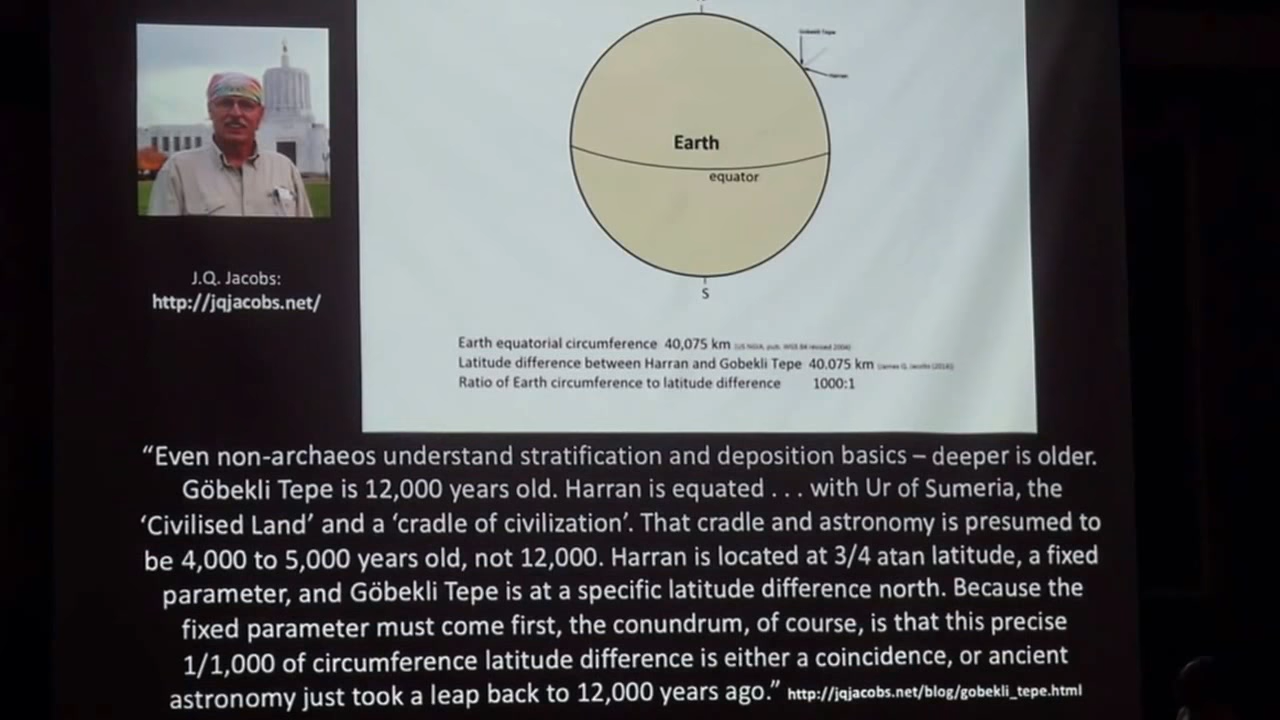 Gobekli Tepe
Harran
Earth
equator
S
J.Q. Jacobs:
http://jqjacobs.net/
Earth equatorial circumference 40,075 km
Latitude difference between Harran and Gobekli Tepe 40.075 km
Ratio of Earth circumference to latitude difference 1000:1
“Even non-archaeos understand stratification and deposition basics – deeper is older.
Göbekli Tepe is 12,000 years old. Harran is equated . . . with Ur of Sumeria, the
‘Civilised Land’ and a ‘cradle of civilization’. That cradle and astronomy is presumed to
be 4,000 to 5,000 years old, not 12,000. Harran is located at 3/4 atan latitude, a fixed
parameter, and Göbekli Tepe is at a specific latitude difference north. Because the
fixed parameter must come first, the conundrum, of course, is that this precise
1/1,000 of circumference latitude difference is either a coincidence, or ancient
astronomy just took a leap back to 12,000 years ago.” http://jqjacobs.net/blog/gobekli_tepe.html